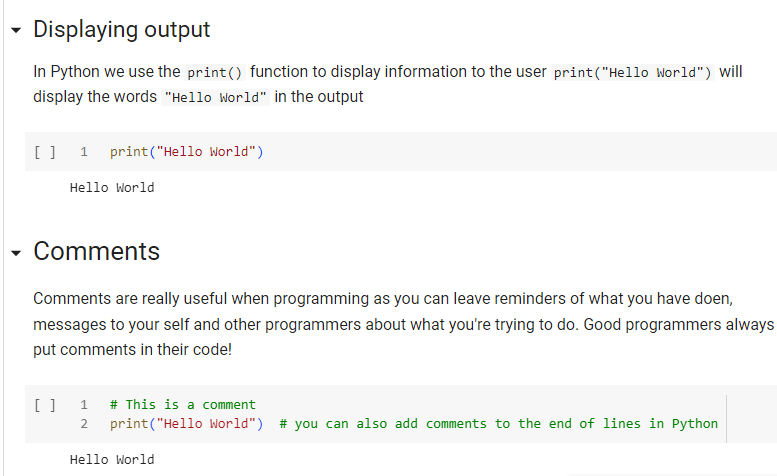 Displaying output
In Python we use the print() function to display information to the user print("Hello World") will
display the words "Hello World" in the output
[ ] 1 print("Hello World")
Hello World
Comments
Comments are really useful when programming as you can leave reminders of what you have doen,
messages to your self and other programmers about what you're trying to do. Good programmers always
put comments in their code!
[ ] 1 # This is a comment
2 print("Hello World")  # you can also add comments to the end of lines in Python
Hello World